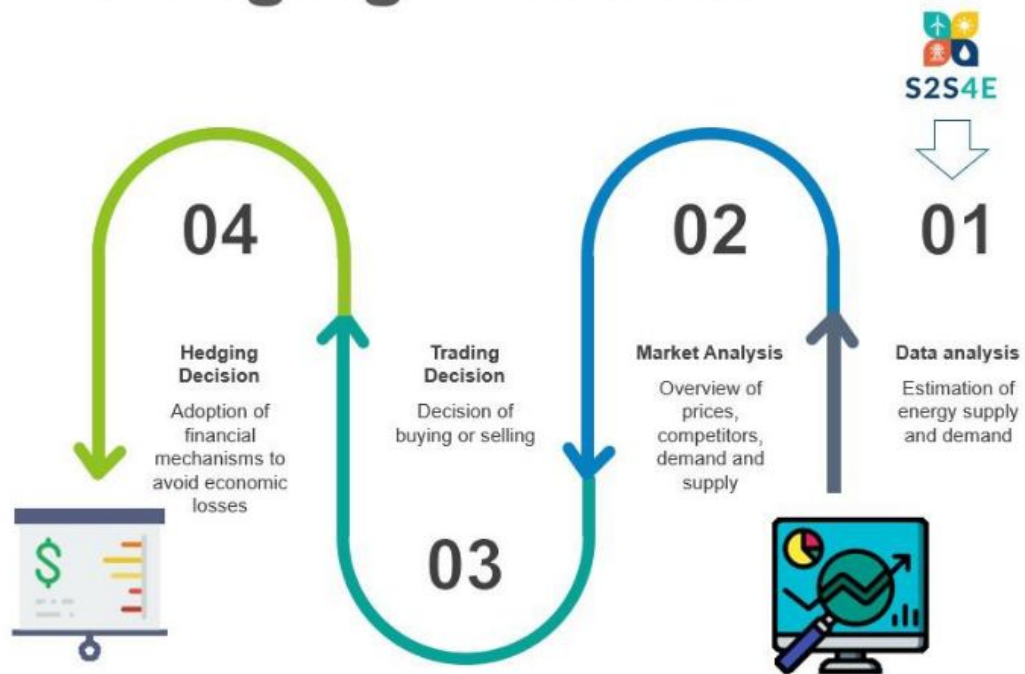 S2S4E
04
02
01
Hedging
Decision
Adoption of
financial
mechanisms to
avoid economic
losses
Trading
Decision
Decision of
buying or selling
Market Analysis
Overview of
prices,
competitors,
demand and
supply
Data analysis
Estimation of
energy supply
and demand
03
$